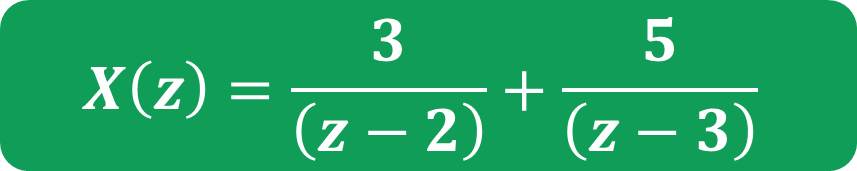 X(z) = 3/(z − 2) + 5/(z − 3)